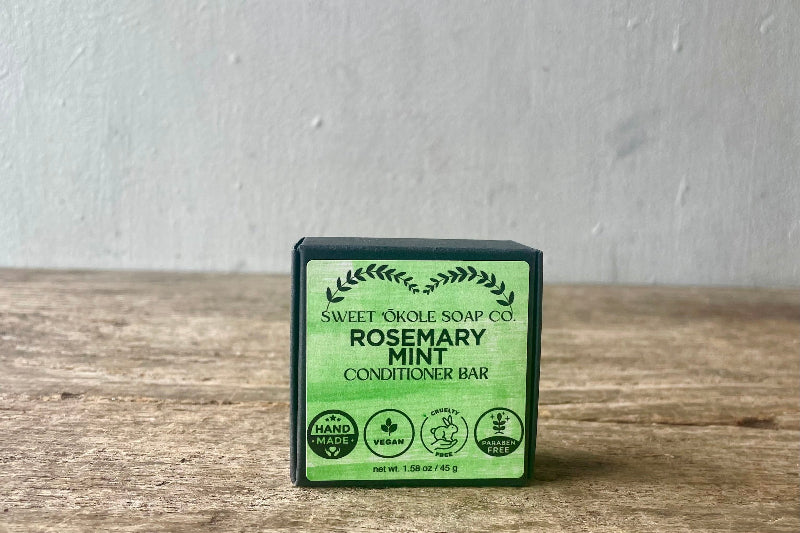 SWEET ʻŌKOLE SOAP CO.
ROSEMARY
MINT
CONDITIONER BAR
HAND
MADE
VEGAN
CRUELTY
FREE
PARABEN
FREE
net wt. 1.58 oz / 45 g